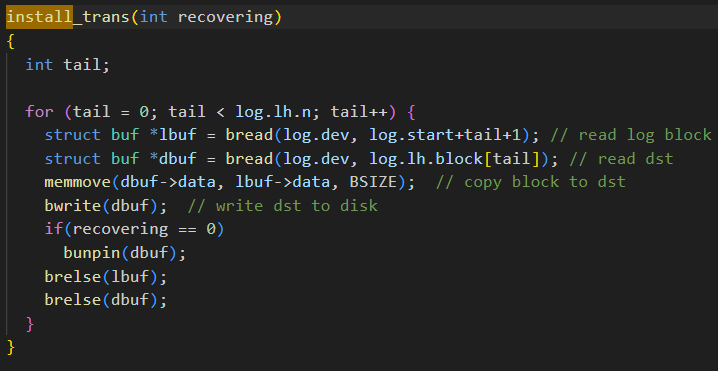 install_trans(int recovering)
{
  int tail;

  for (tail = 0; tail < log.lh.n; tail++) {
    struct buf *lbuf = bread(log.dev, log.start+tail+1); // read log block
    struct buf *dbuf = bread(log.dev, log.lh.block[tail]); // read dst
    memmove(dbuf->data, lbuf->data, BSIZE);  // copy block to dst
    bwrite(dbuf);  // write dst to disk
    if(recovering == 0)
      bunpin(dbuf);
    brelse(lbuf);
    brelse(dbuf);
  }
}